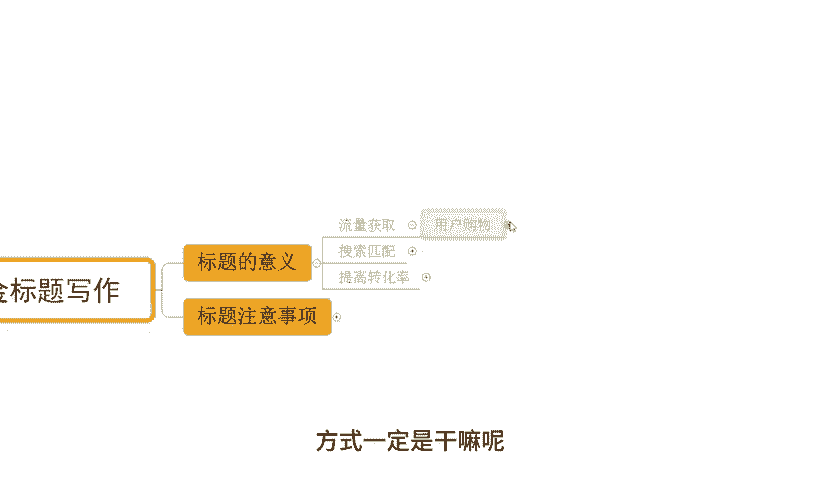 流量获取
用户购物
标题的意义
搜索匹配
提高转化率
金标题写作
标题注意事项
方式一定是干嘛呢